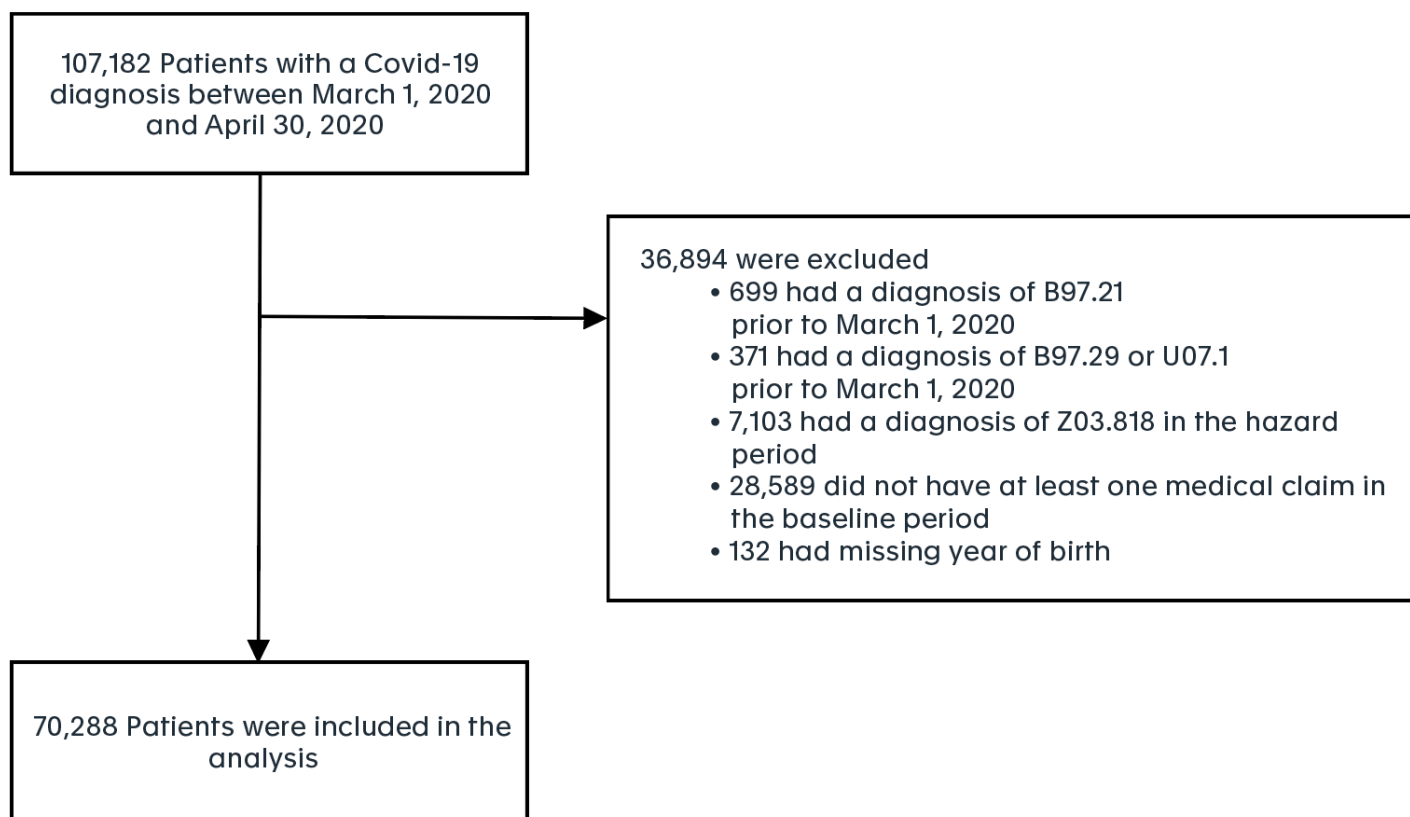 107,182 Patients with a Covid-19
diagnosis between March 1, 2020
and April 30, 2020
36,894 were excluded
• 699 had a diagnosis of B97.21
prior to March 1, 2020
• 371 had a diagnosis of B97.29 or U07.1
prior to March 1, 2020
• 7,103 had a diagnosis of Z03.818 in the hazard
period
• 28,589 did not have at least one medical claim in
the baseline period
• 132 had missing year of birth
70,288 Patients were included in the
analysis